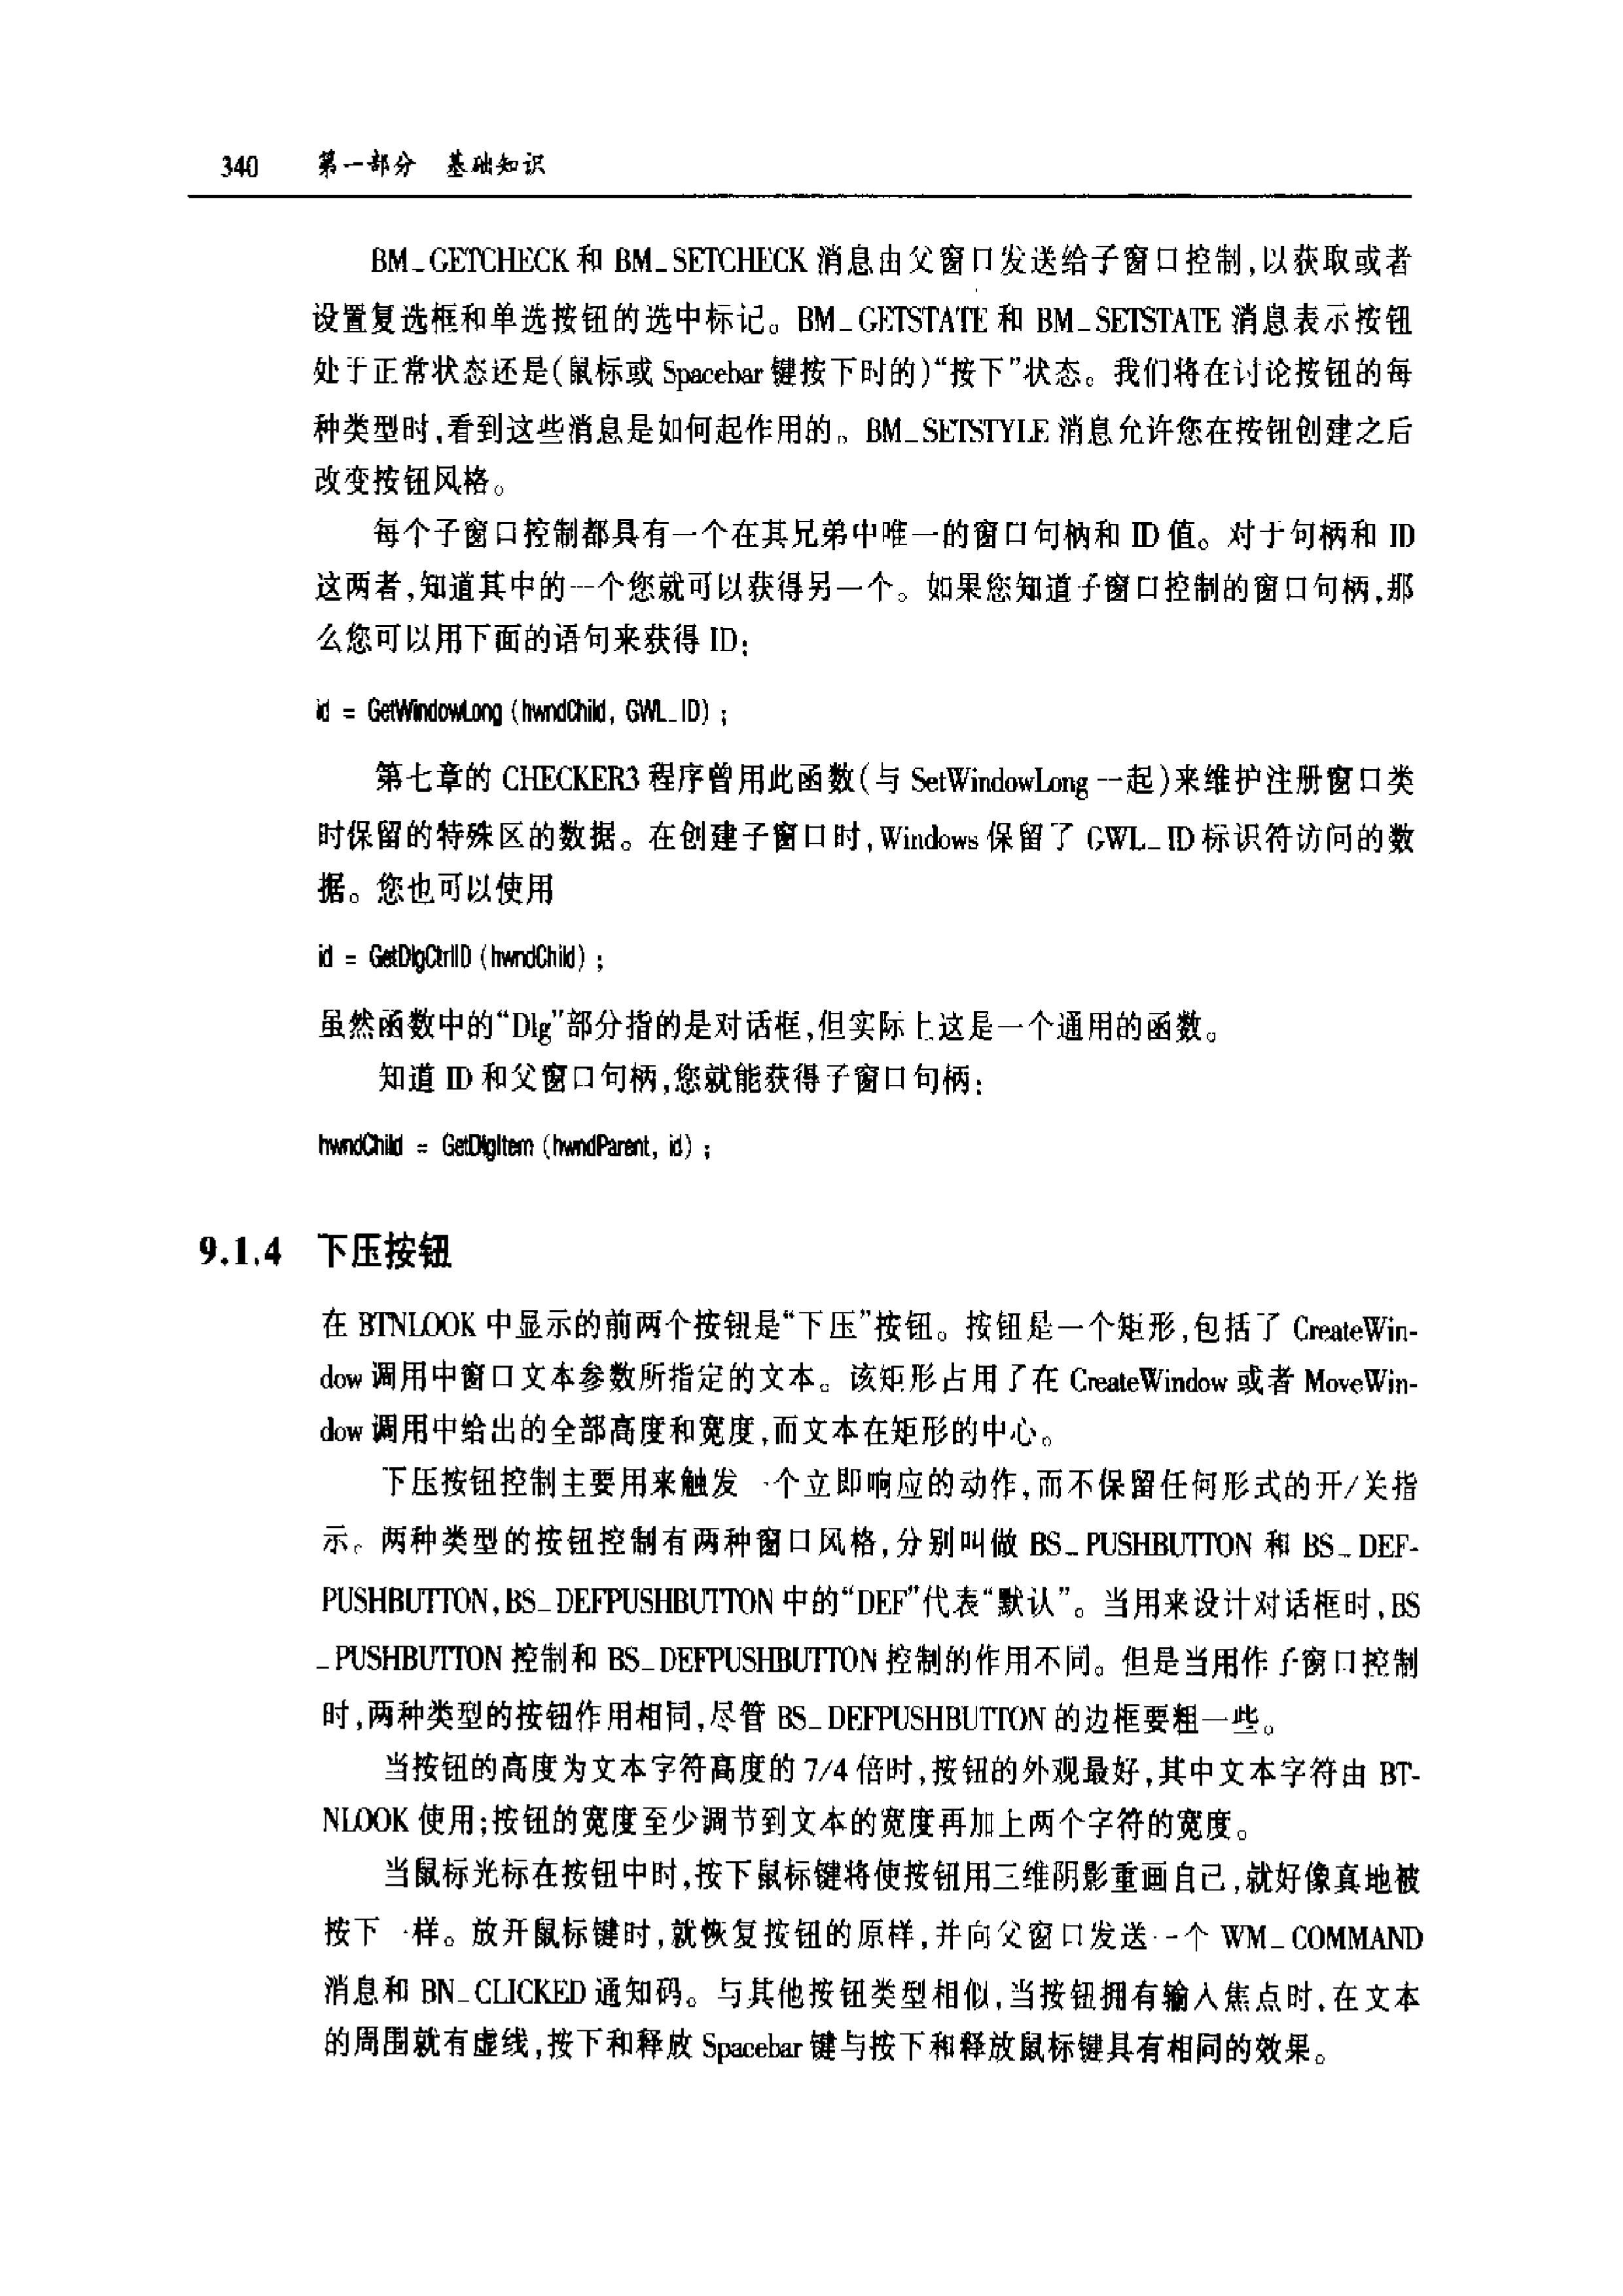 340 第一部分 基础知识
BM_GETCHECK 和 BM_SETCHECK 消息由父窗口发送给子窗口控制,以获取或者
设置复选框和单选按钮的选中标记。BM_GETSTATE 和 BM_SETSTATE 消息表示按钮
处于正常状态还是(鼠标或 Spacebar 键按下时的)“按下”状态。我们将在讨论按钮的每
种类型时,看到这些消息是如何起作用的。BM_SETSTYLE 消息允许您在按钮创建之后
改变按钮风格。
每个子窗口控制都具有一个在其兄弟中唯一的窗口句柄和 ID 值。对于句柄和 ID
这两者,知道其中的一个您就可以获得另一个。如果您知道子窗口控制的窗口句柄,那
么您可以用下面的语句来获得 ID:
id = GetWindowLong (hwndChild, GWL_ID) ;
第七章的 CHECKER3 程序曾用此函数(与 SetWindowLong 一起)来维护注册窗口类
时保留的特殊区的数据。在创建子窗口时,Windows 保留了 GWL_ID 标识符访问的数
据。您也可以使用
id = GetDlgCtrlID (hwndChild) ;
虽然函数中的“Dlg”部分指的是对话框,但实际上这是一个通用的函数。
知道 ID 和父窗口句柄,您就能获得子窗口句柄:
hwndChild = GetDlgItem (hwndParent, id) ;
9.1.4 下压按钮
在 BTNLOOK 中显示的前两个按钮是“下压”按钮。按钮是一个矩形,包括了 CreateWin-
dow 调用中窗口文本参数所指定的文本。该矩形占用了在 CreateWindow 或者 MoveWin-
dow 调用中给出的全部高度和宽度,而文本在矩形的中心。
下压按钮控制主要用来触发一个立即响应的动作,而不保留任何形式的开/关指
示。两种类型的按钮控制有两种窗口风格,分别叫做 BS_PUSHBUTTON 和 BS_DEF-
PUSHBUTTON,BS_DEFPUSHBUTTON 中的“DEF”代表“默认”。当用来设计对话框时,BS
_PUSHBUTTON 控制和 BS_DEFPUSHBUTTON 控制的作用不同。但是当用作子窗口控制
时,两种类型的按钮作用相同,尽管 BS_DEFPUSHBUTTON 的边框要粗一些。
当按钮的高度为文本字符高度的 7/4 倍时,按钮的外观最好,其中文本字符由 BT-
NLOOK 使用;按钮的宽度至少调节到文本的宽度再加上两个字符的宽度。
当鼠标光标在按钮中时,按下鼠标键将使按钮用三维阴影重画自己,就好像真地被
按下一样。放开鼠标键时,就恢复按钮的原样,并向父窗口发送一个 WM_COMMAND
消息和 BN_CLICKED 通知码。与其他按钮类型相似,当按钮拥有输入焦点时,在文本
的周围就有虚线,按下和释放 Spacebar 键与按下和释放鼠标键具有相同的效果。